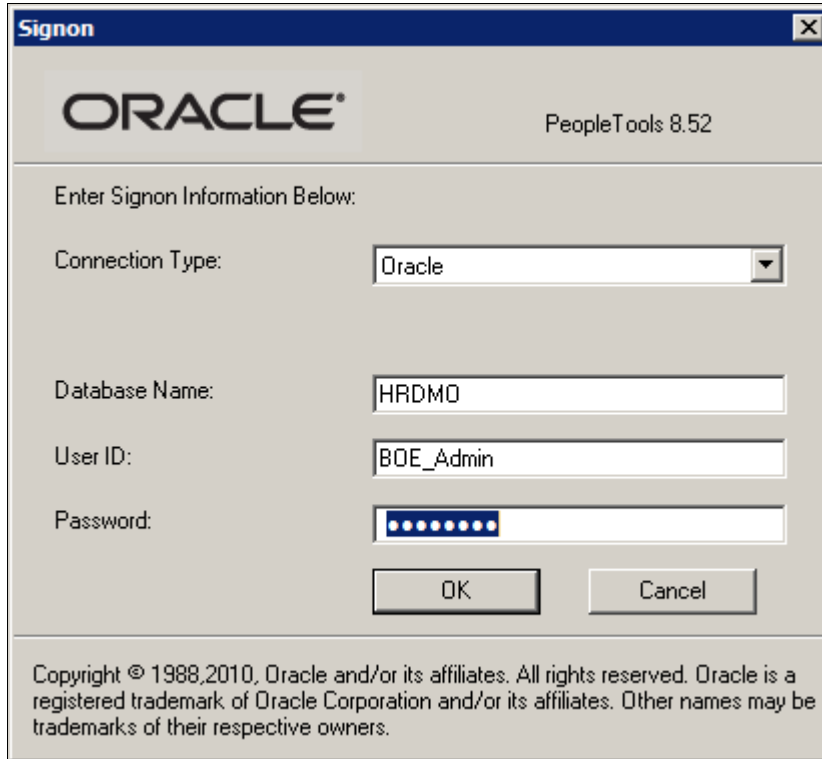 Signon
ORACLE®
PeopleTools 8.52
Enter Signon Information Below:
Connection Type:
Oracle
Database Name:
HRDMO
User ID:
BOE_Admin
Password:
●●●●●●●●
OK
Cancel
Copyright © 1988,2010, Oracle and/or its affiliates. All rights reserved. Oracle is a
registered trademark of Oracle Corporation and/or its affiliates. Other names may be
trademarks of their respective owners.